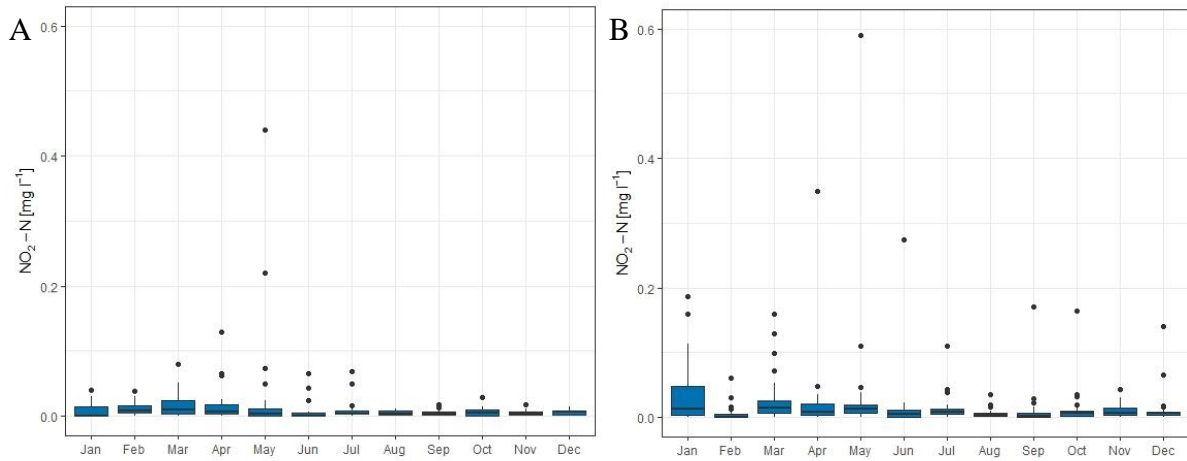 A
NO₂ – N [mg l⁻¹]
0.6
0.4
0.2
0.0
Jan Feb Mar Apr May Jun Jul Aug Sep Oct Nov Dec
B
NO₂ – N [mg l⁻¹]
0.6
0.4
0.2
0.0
Jan Feb Mar Apr May Jun Jul Aug Sep Oct Nov Dec